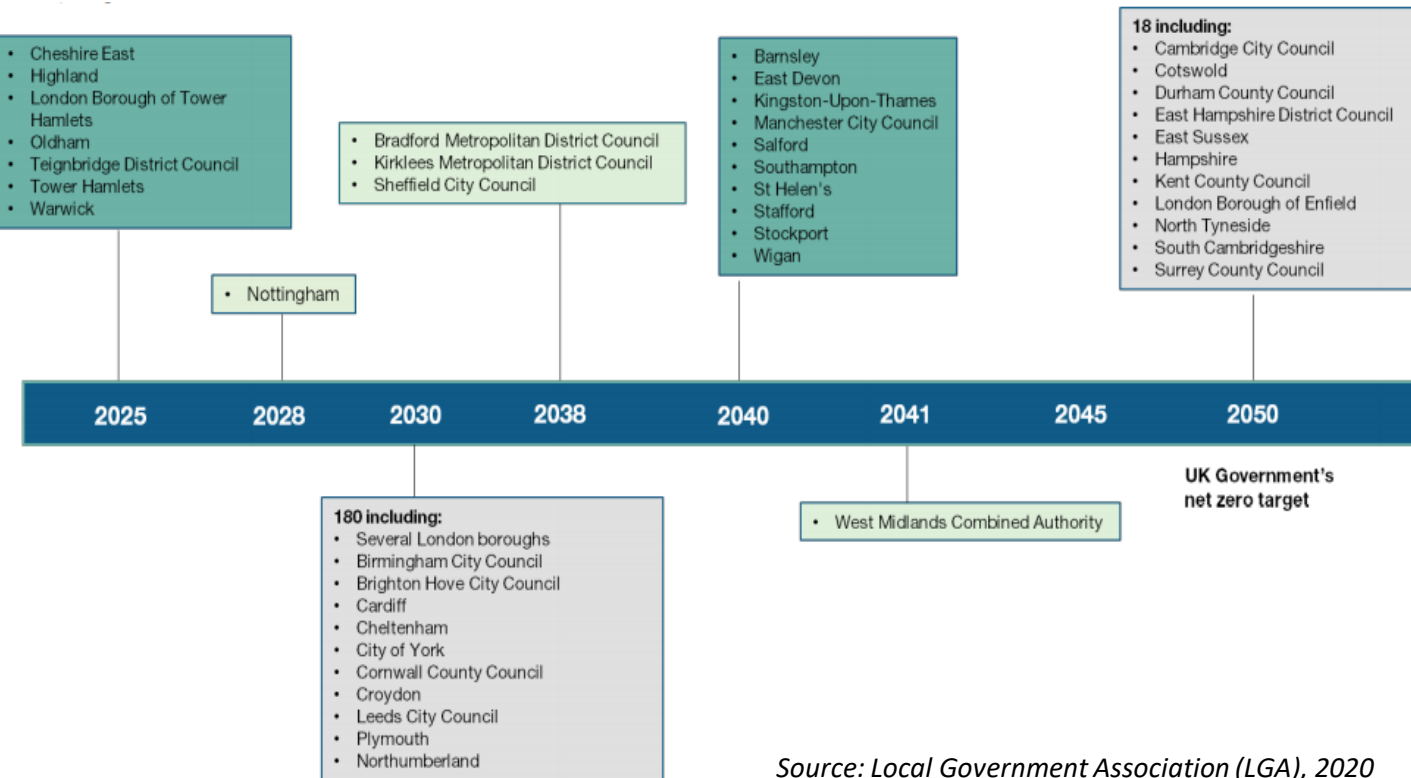 • Cheshire East
• Highland
• London Borough of Tower
Hamlets
• Oldham
• Teignbridge District Council
• Tower Hamlets
• Warwick
• Nottingham
• Bradford Metropolitan District Council
• Kirklees Metropolitan District Council
• Sheffield City Council
• Barnsley
• East Devon
• Kingston-Upon-Thames
• Manchester City Council
• Salford
• Southampton
• St Helen's
• Stafford
• Stockport
• Wigan
18 including:
• Cambridge City Council
• Cotswold
• Durham County Council
• East Hampshire District Council
• East Sussex
• Hampshire
• Kent County Council
• London Borough of Enfield
• North Tyneside
• South Cambridgeshire
• Surrey County Council
2025 2028 2030 2038 2040 2041 2045 2050
UK Government's
net zero target
180 including:
• Several London boroughs
• Birmingham City Council
• Brighton Hove City Council
• Cardiff
• Cheltenham
• City of York
• Cornwall County Council
• Croydon
• Leeds City Council
• Plymouth
• Northumberland
• West Midlands Combined Authority
Source: Local Government Association (LGA), 2020